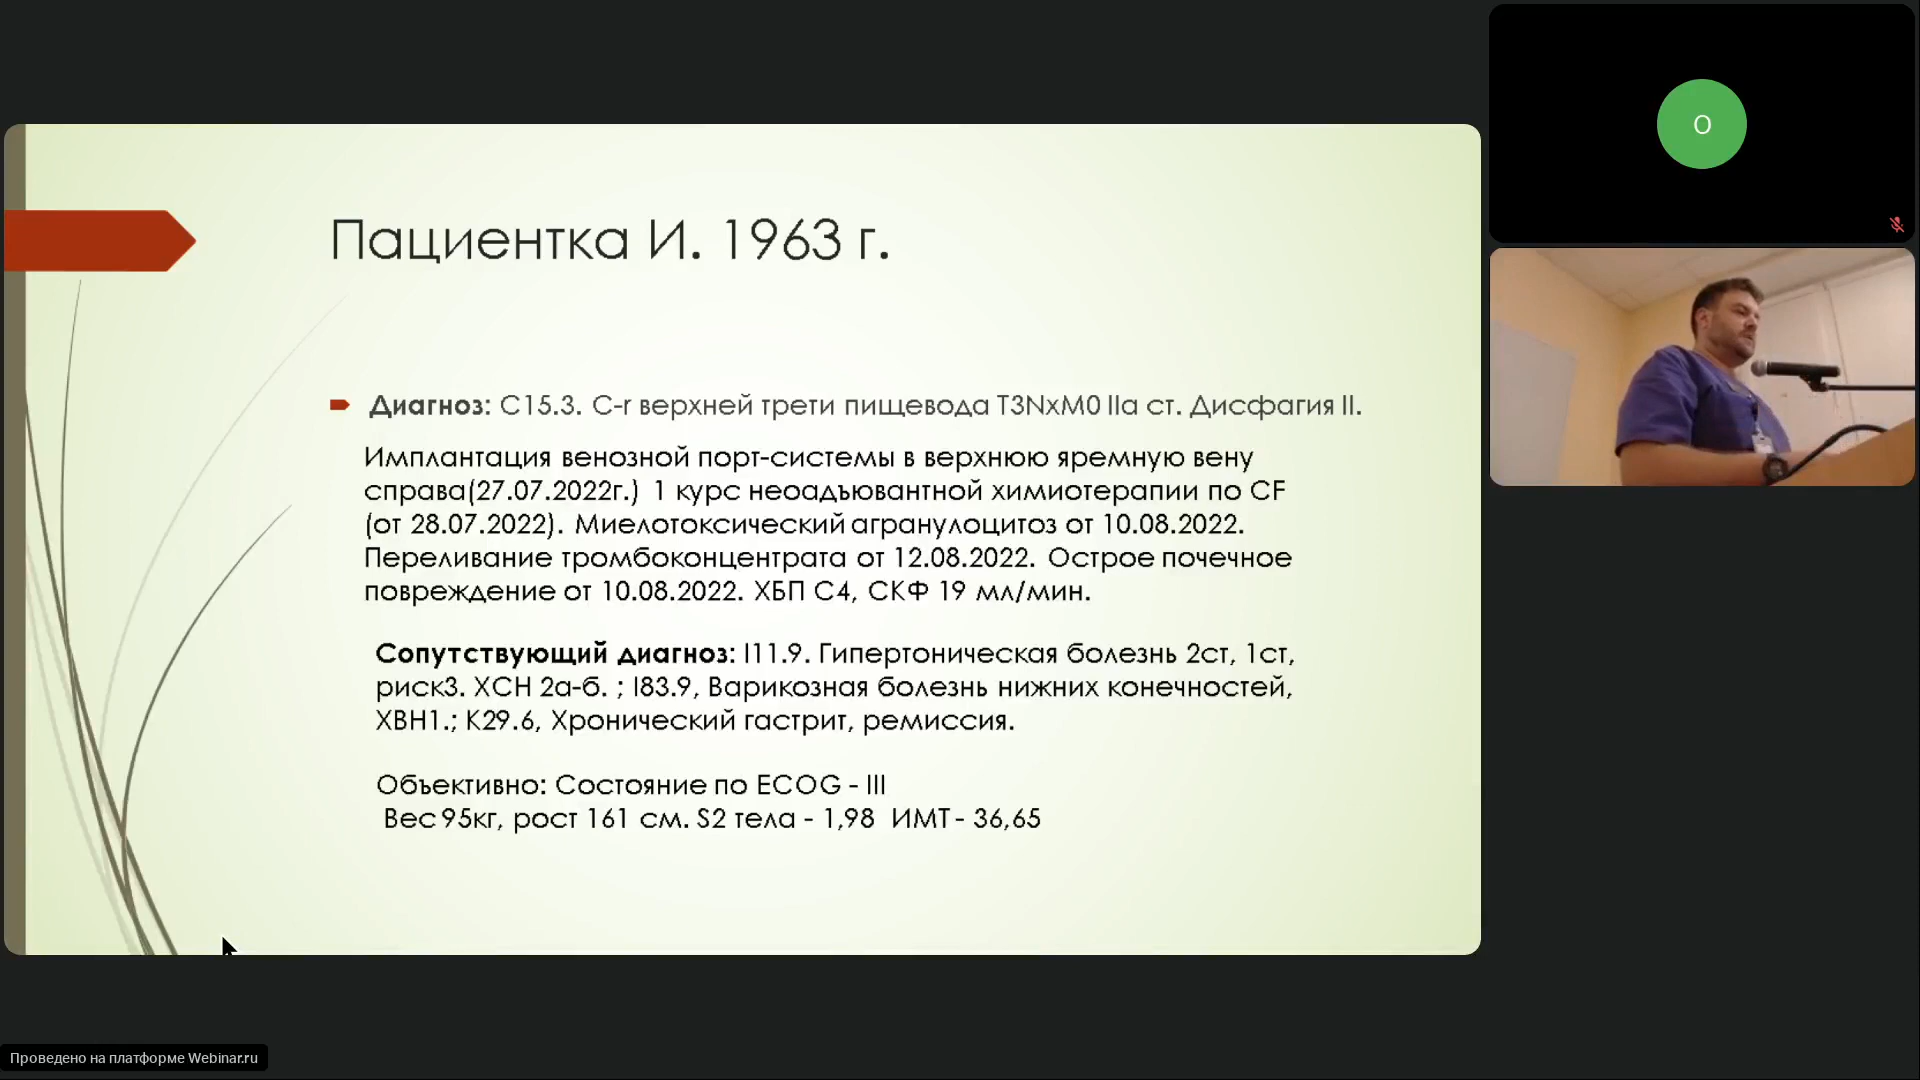 Пациентка И. 1963 г.
Диагноз: С15.3. C-r верхней трети пищевода T3NxM0 IIа ст. Дисфагия II.
Имплантация венозной порт-системы в верхнюю яремную вену
справа(27.07.2022г.) 1 курс неоадъювантной химиотерапии по CF
(от 28.07.2022). Миелотоксический агранулоцитоз от 10.08.2022.
Переливание тромбоконцентрата от 12.08.2022. Острое почечное
повреждение от 10.08.2022. ХБП С4, СКФ 19 мл/мин.
Сопутствующий диагноз: I11.9. Гипертоническая болезнь 2ст, 1ст,
риск3. ХСН 2а-б. ; I83.9, Варикозная болезнь нижних конечностей,
ХВН1.; К29.6, Хронический гастрит, ремиссия.
Объективно: Состояние по ECOG - III
Вес 95кг, рост 161 см. S2 тела - 1,98 ИМТ - 36,65
О
Проведено на платформе Webinar.ru